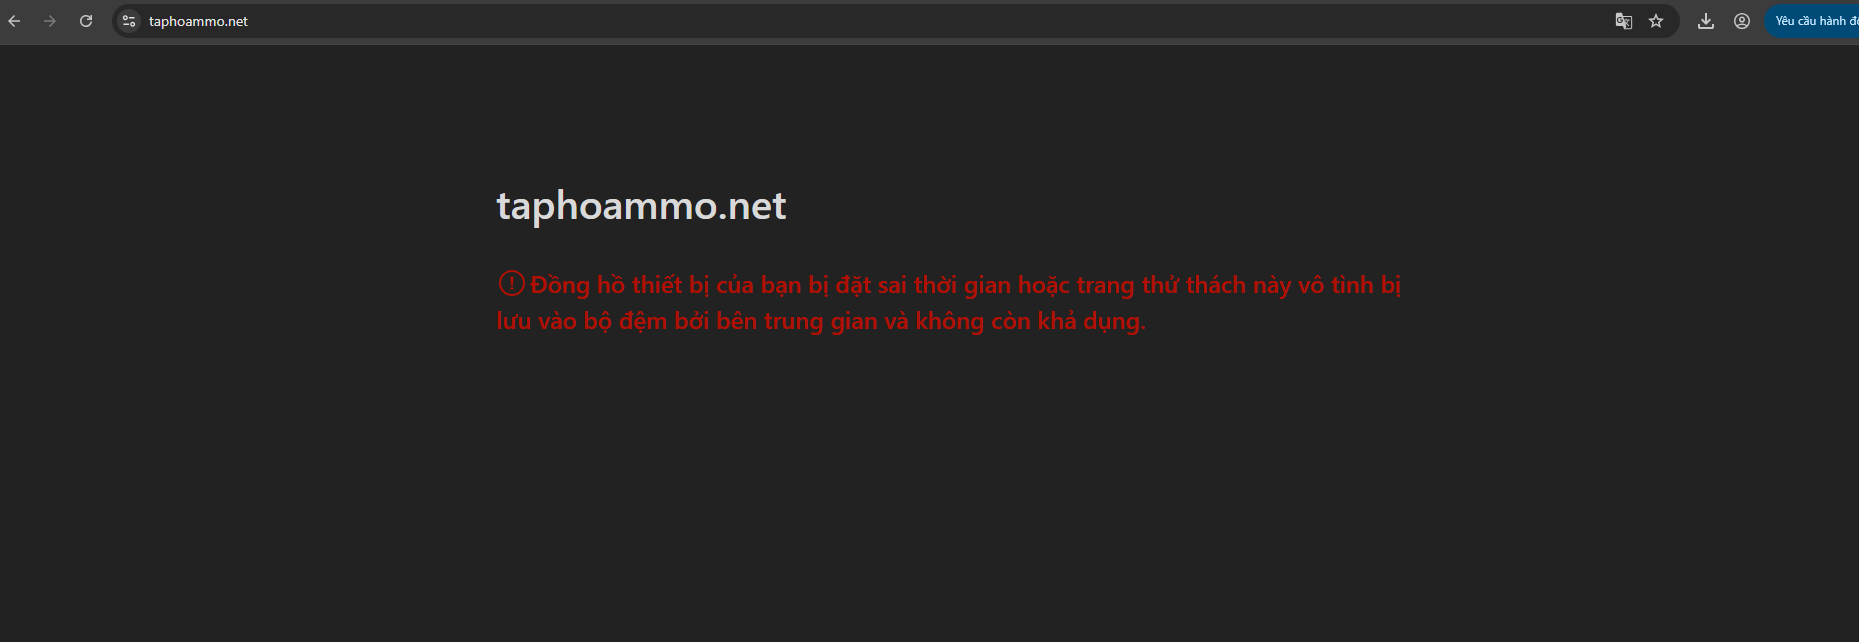 taphoammo.net
Yêu cầu hành
taphoammo.net
Đồng hồ thiết bị của bạn bị đặt sai thời gian hoặc trang thử thách này vô tình bị
lưu vào bộ đệm bởi bên trung gian và không còn khả dụng.